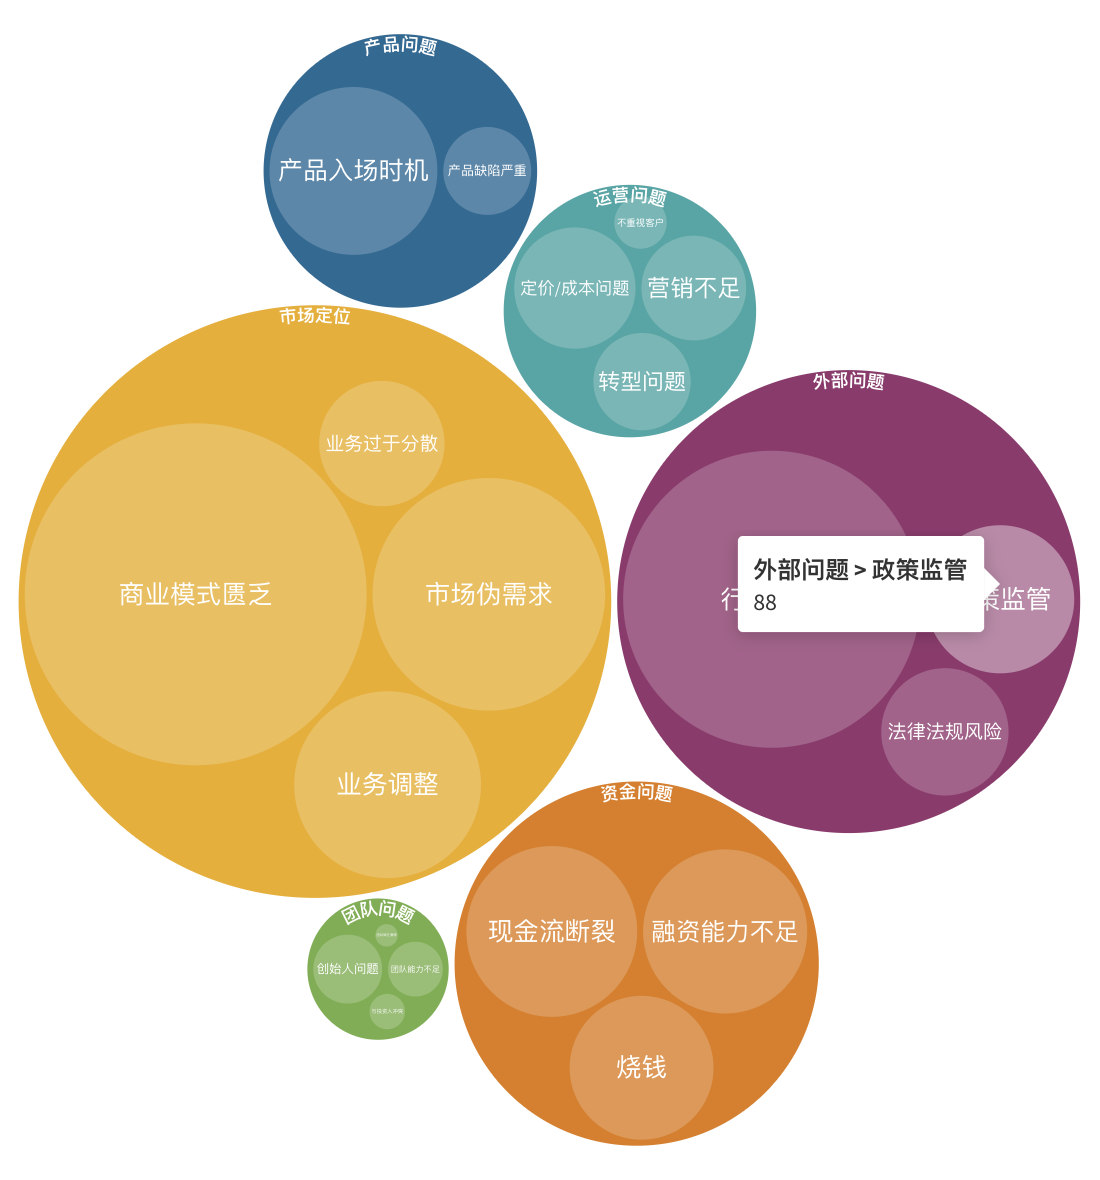 产品问题
产品入场时机
产品缺陷严重
运营问题
不重视客户
定价/成本问题
营销不足
转型问题
市场定位
业务过于分散
商业模式匮乏
市场伪需求
业务调整
外部问题
外部问题 > 政策监管
88
行
策监管
法律法规风险
资金问题
现金流断裂
融资能力不足
烧钱
团队问题
创始人问题
团队能力不足